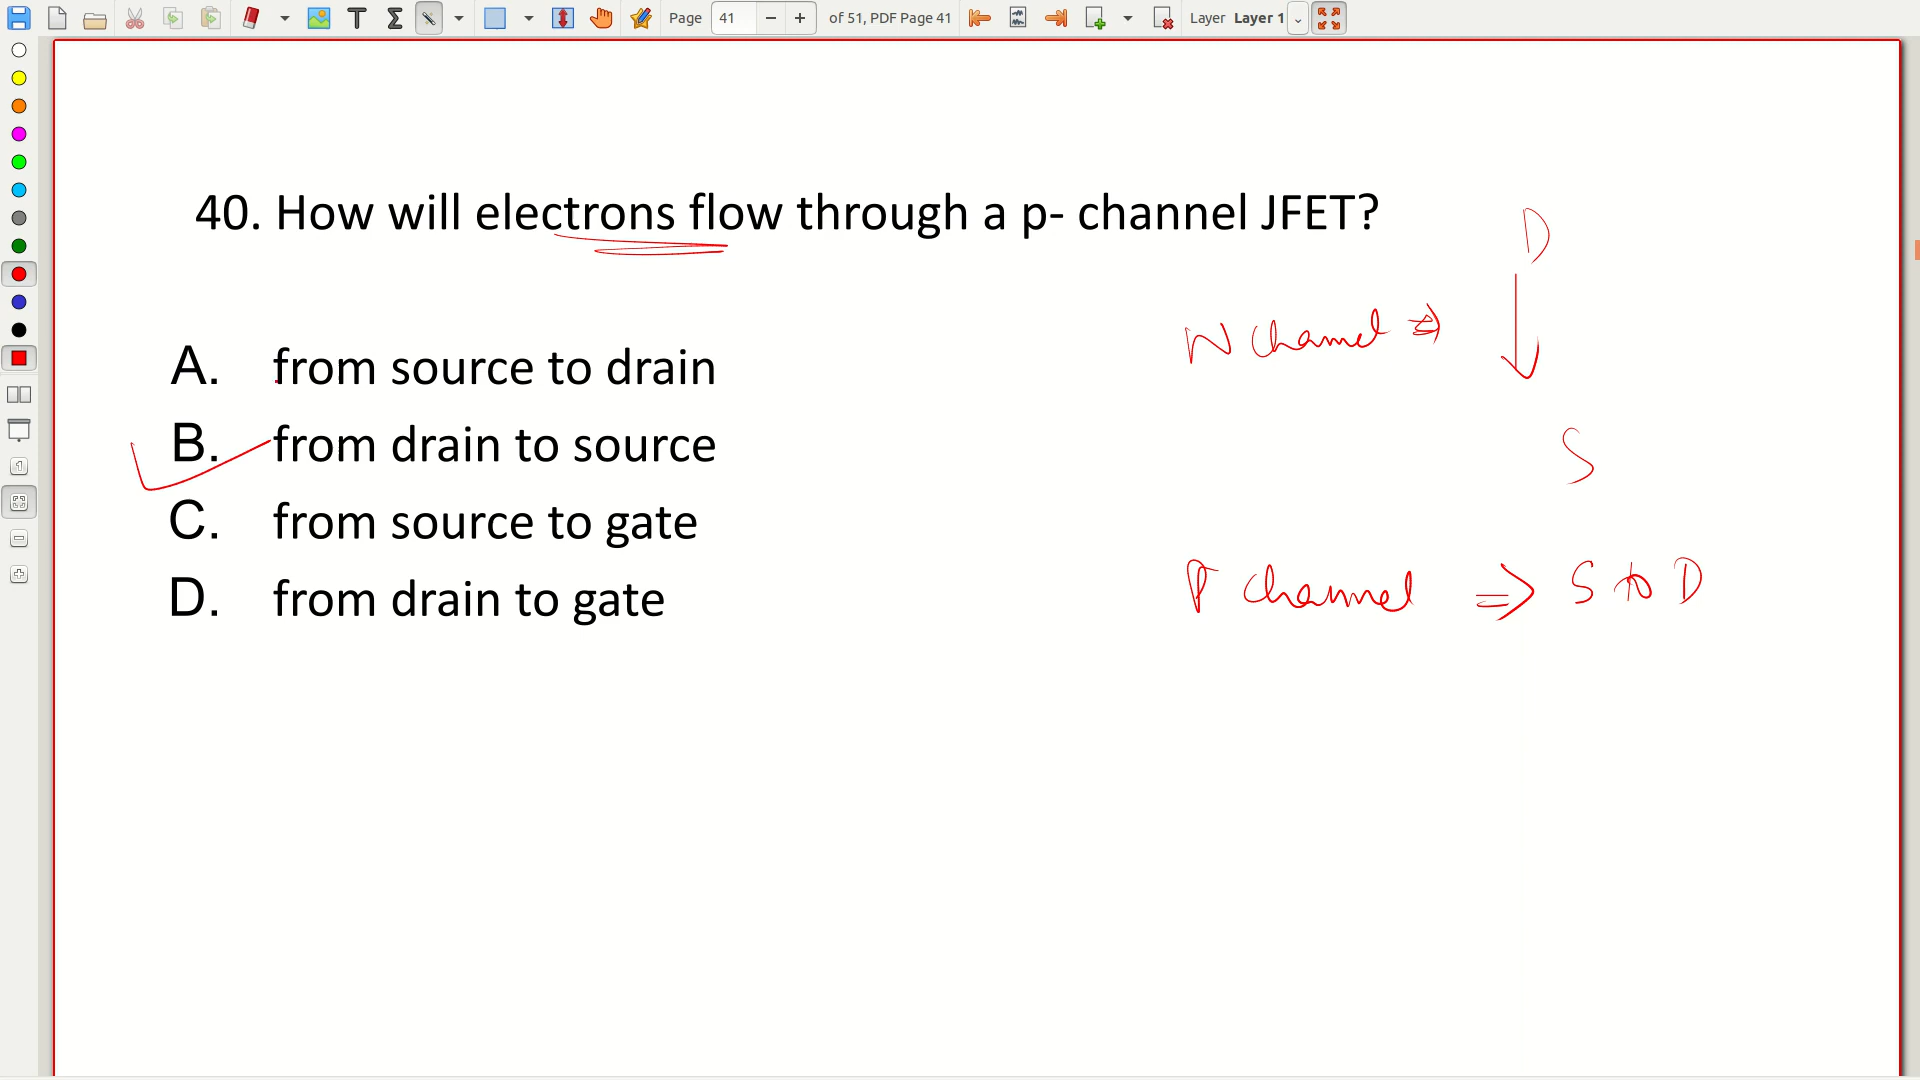 Page 41 of 51, PDF Page 41 Layer Layer 1
40. How will electrons flow through a p- channel JFET?
D
N channel ⇒
A. from source to drain
B. from drain to source
S
C. from source to gate
P channel ⇒ S to D
D. from drain to gate